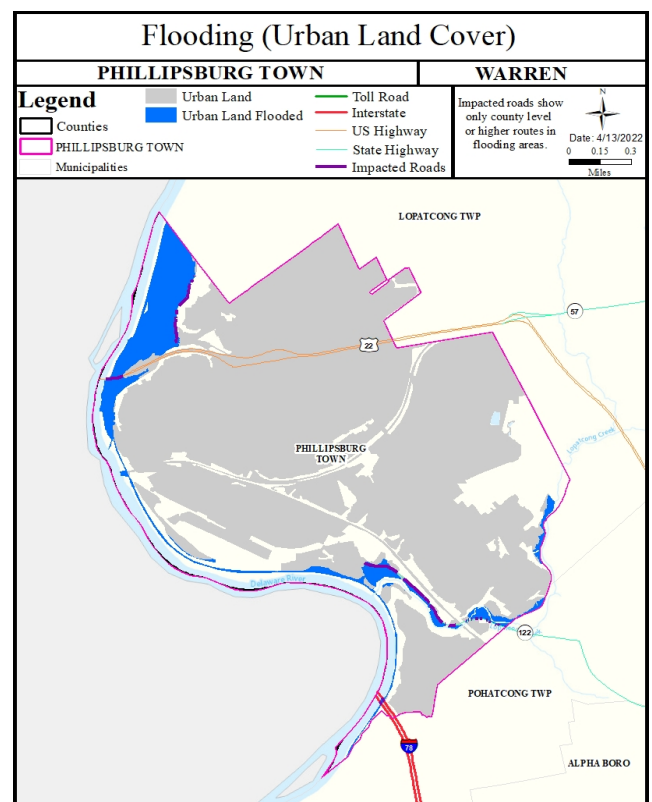 Flooding (Urban Land Cover)
PHILLIPSBURG TOWN
WARREN
Legend
Counties
PHILLIPSBURG TOWN
Municipalities
Urban Land
Urban Land Flooded
Toll Road
Interstate
US Highway
State Highway
Impacted Roads
Impacted roads show
only county level
or higher routes in
flooding areas.
N
Date: 4/13/2022
0 0.15 0.3
Miles
LOPATCONG TWP
57
22
Lopatcong Creek
PHILLIPSBURG
TOWN
Delaware River
122
POHATCONG TWP
78
ALPHA BORO